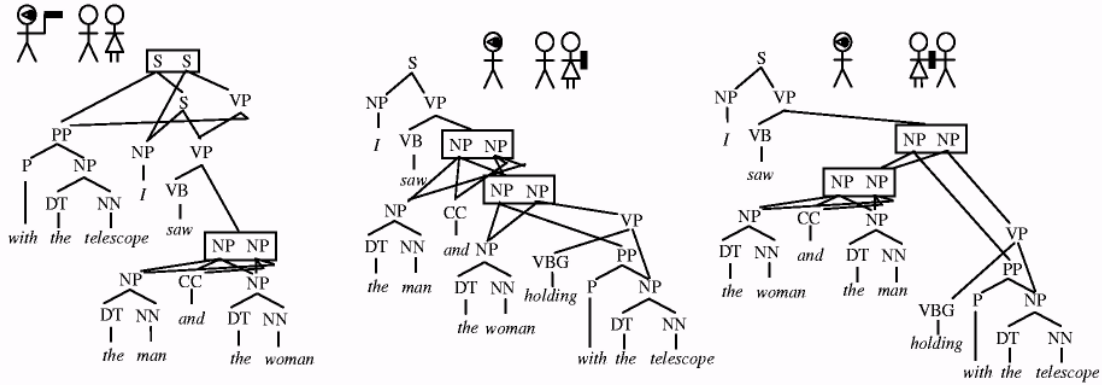 S S
S
VP
PP
P
NP
NP
VP
I
DT
NN
VB
with the telescope
saw
NP NP
NP
CC
NP
DT
NN
and
DT
NN
the man
the woman
S
NP
VP
I
VB
NP NP
saw
NP NP
NP
CC
VP
DT
NN
and
NP
VBG
PP
the man
DT
NN
holding
P
NP
the woman
DT
NN
with the telescope
S
NP
VP
I
VB
NP NP
saw
NP NP
NP
CC
NP
VP
DT
NN
and
DT
NN
PP
the woman
the man
VBG
P
NP
holding
DT
NN
with the telescope